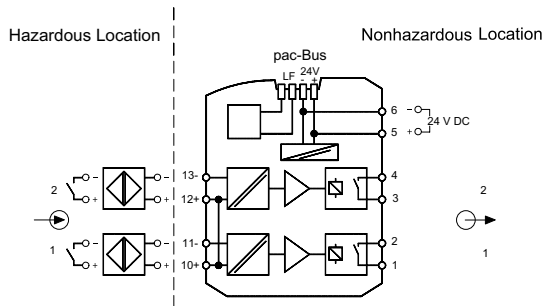 Hazardous Location
Nonhazardous Location
pac-Bus
LF 24V
- +
6 -
24 V DC
5 +
2 - - 13- 4
+ + 12+ 3
2
1 - - 11- 2
+ + 10+ 1
1